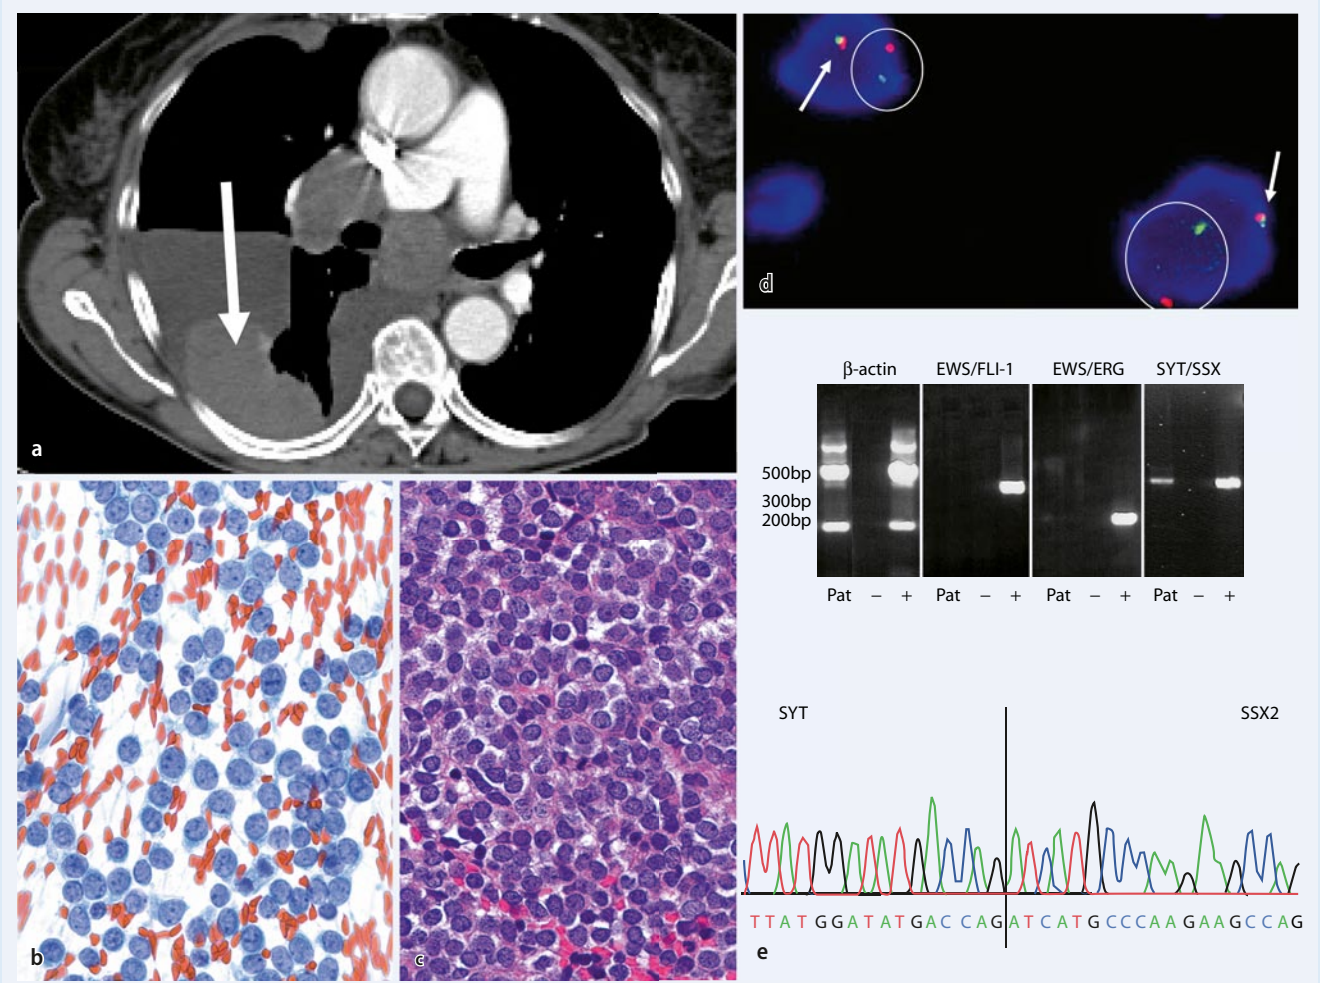 a
d
β-actin EWS/FLI-1 EWS/ERG SYT/SSX
500bp
300bp
200bp
Pat – + Pat – + Pat – + Pat – +
b
c
SYT SSX2
TTATGGATATGACCAGATCATGCCCAAGAAGCCAG
e